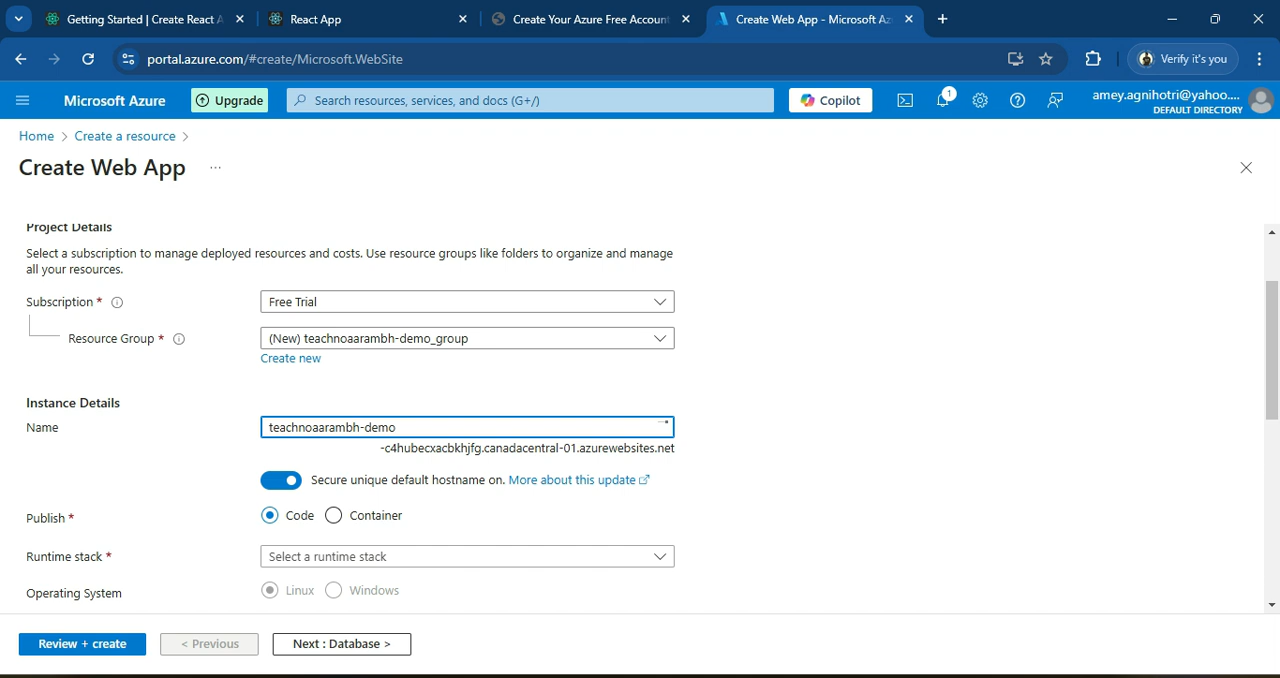 Getting Started | Create React A
React App
Create Your Azure Free Account
Create Web App - Microsoft Az
portal.azure.com/#create/Microsoft.WebSite
Verify it's you
Microsoft Azure
Upgrade
Search resources, services, and docs (G+/)
Copilot
1
amey.agnihotri@yahoo....
DEFAULT DIRECTORY
Home > Create a resource >
Create Web App ...
Project Details
Select a subscription to manage deployed resources and costs. Use resource groups like folders to organize and manage
all your resources.
Subscription *
Free Trial
Resource Group *
(New) teachnoaarambh-demo_group
Create new
Instance Details
Name
teachnoaarambh-demo
-c4hubecxacbkhjfg.canadacentral-01.azurewebsites.net
Secure unique default hostname on. More about this update
Publish *
Code
Container
Runtime stack *
Select a runtime stack
Operating System
Linux
Windows
Review + create
< Previous
Next : Database >